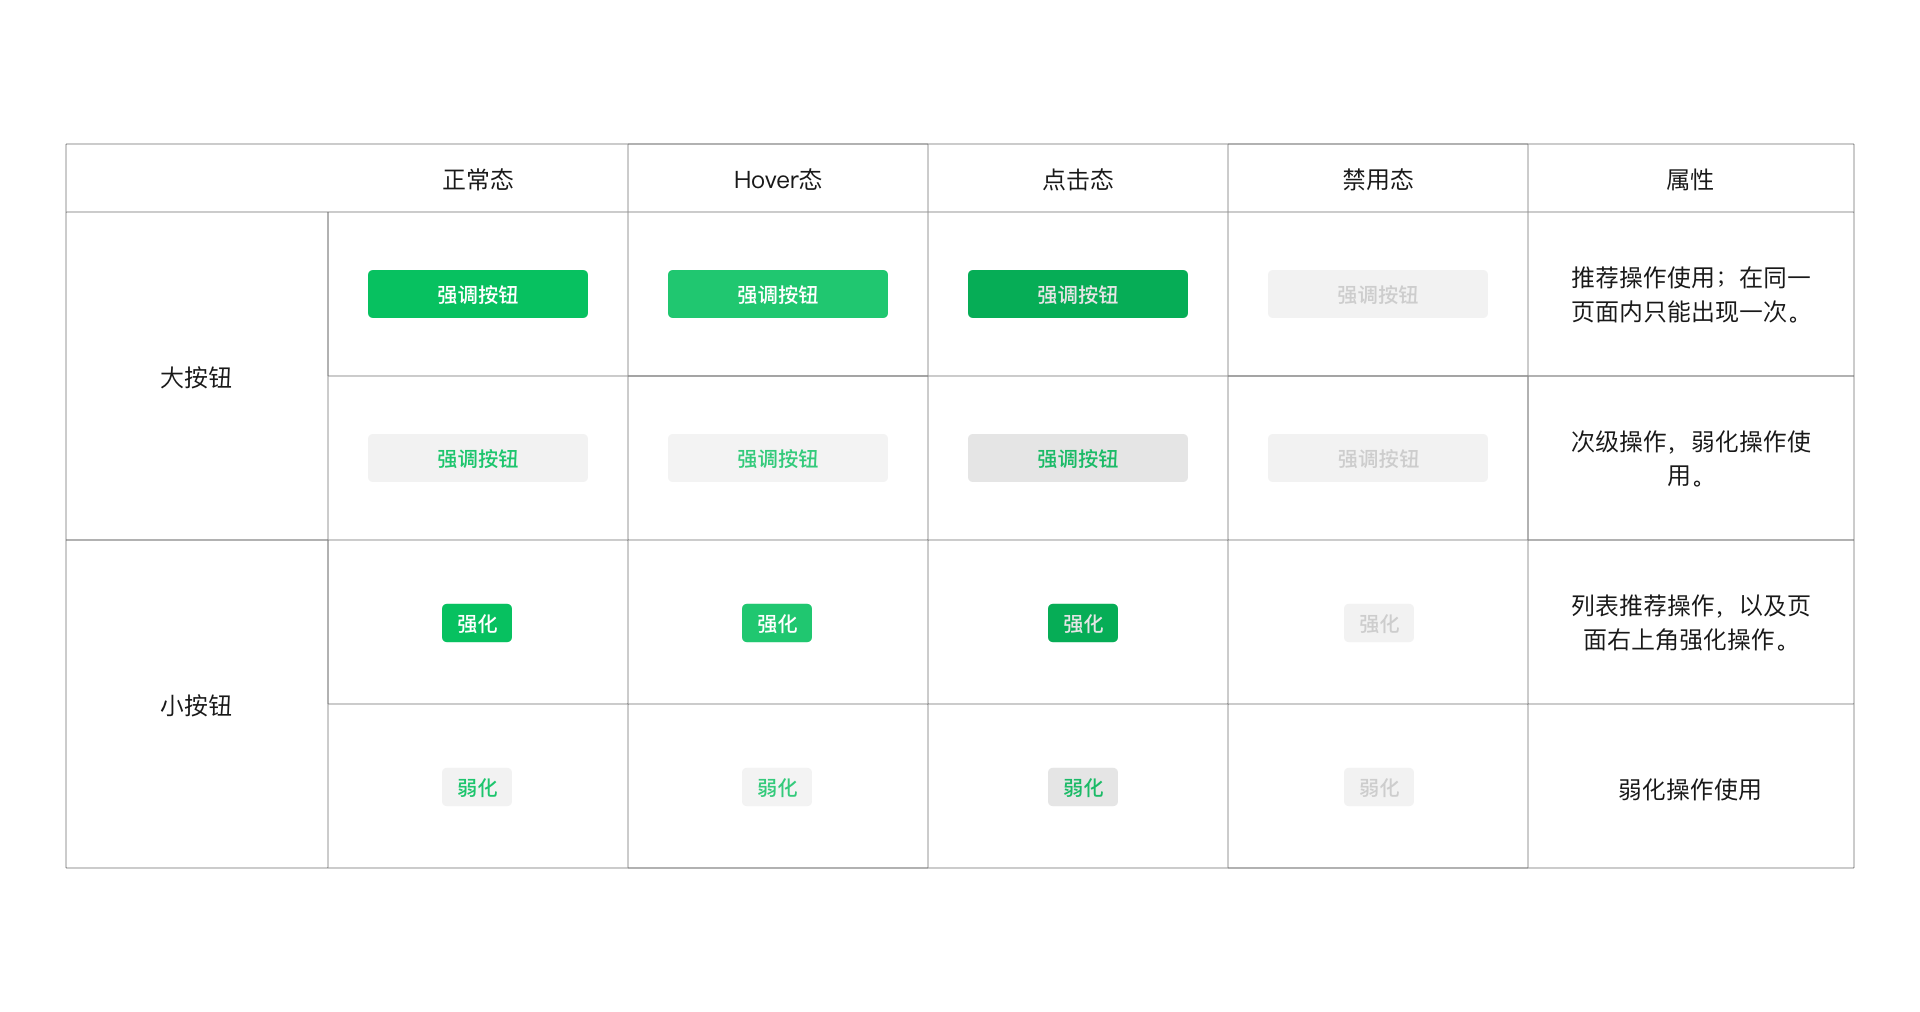 正常态
Hover态
点击态
禁用态
属性
大按钮
强调按钮
强调按钮
强调按钮
强调按钮
推荐操作使用；在同一
页面内只能出现一次。
强调按钮
强调按钮
强调按钮
强调按钮
次级操作，弱化操作使
用。
小按钮
强化
强化
强化
强化
列表推荐操作，以及页
面右上角强化操作。
弱化
弱化
弱化
弱化
弱化操作使用